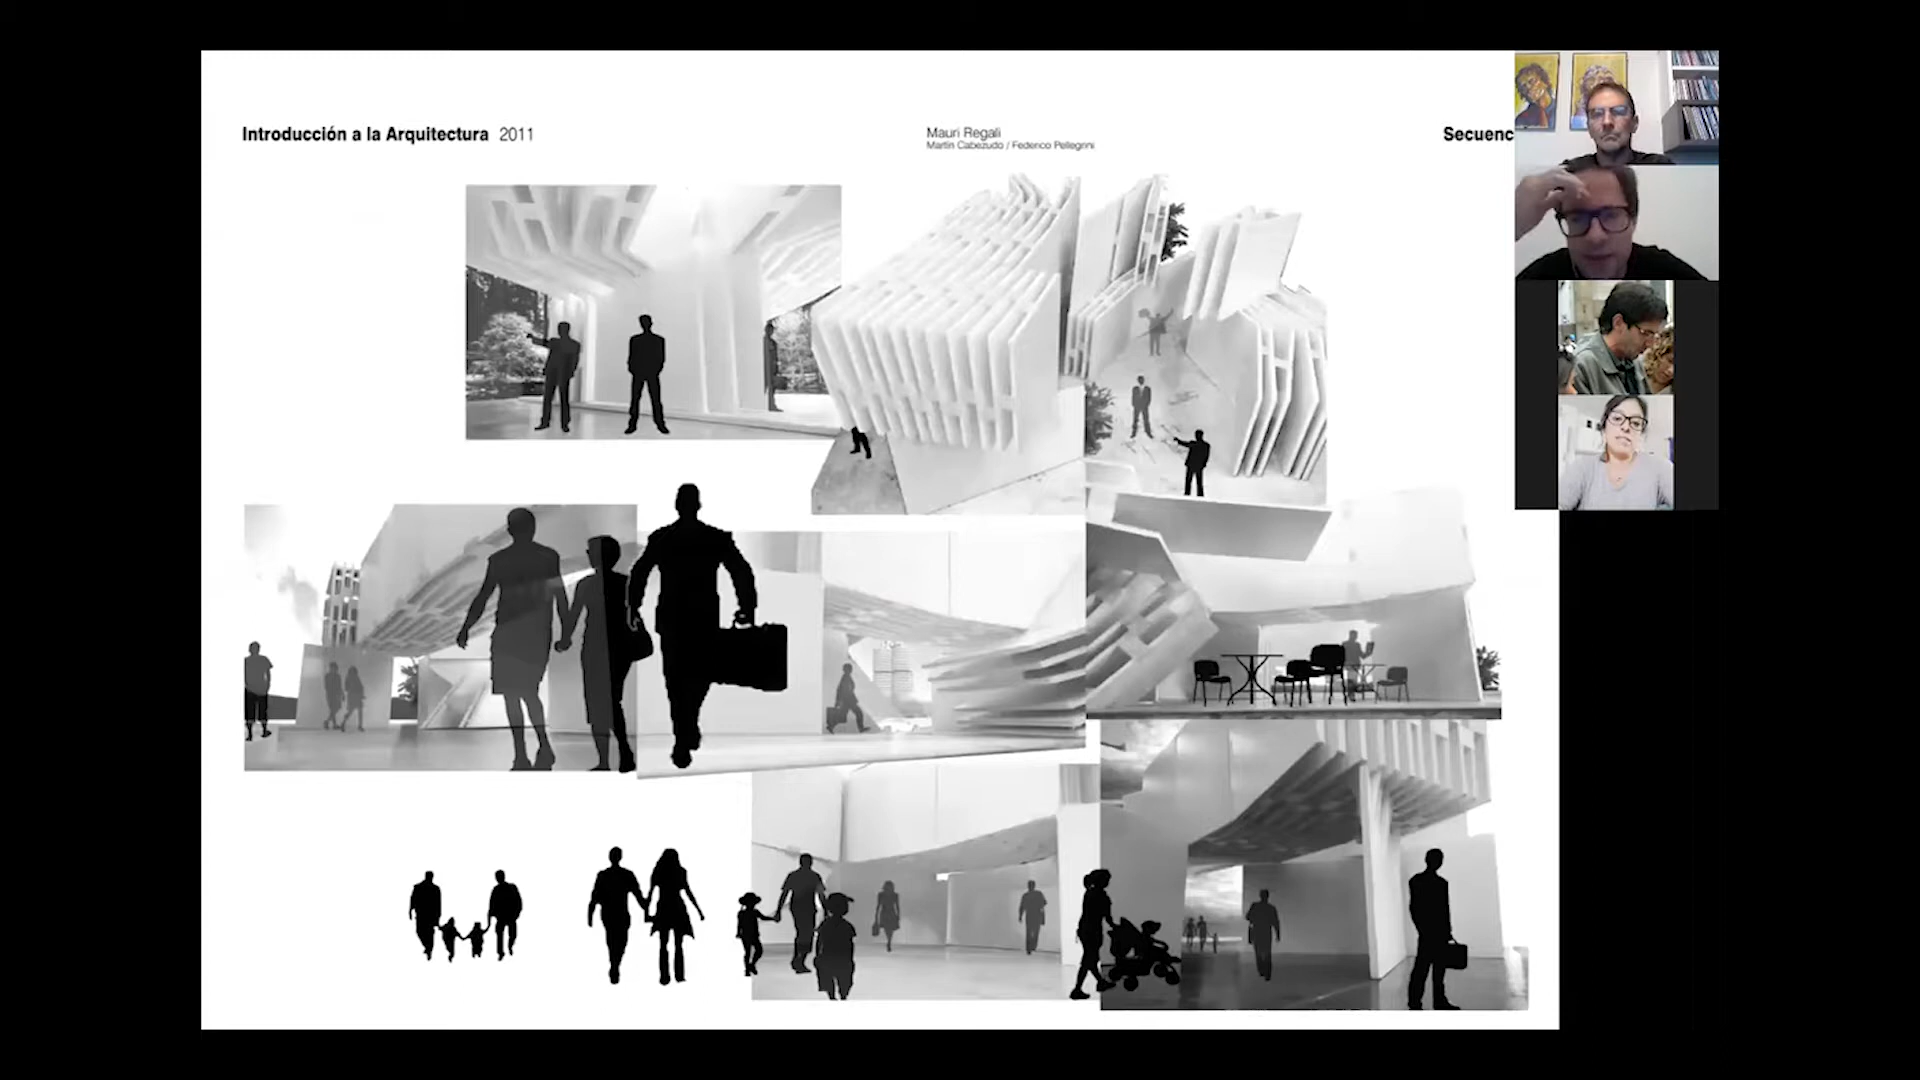 Introducción a la Arquitectura 2011
Mauri Regali
Martín Cabezudo / Federico Pellegrini
Secuenc